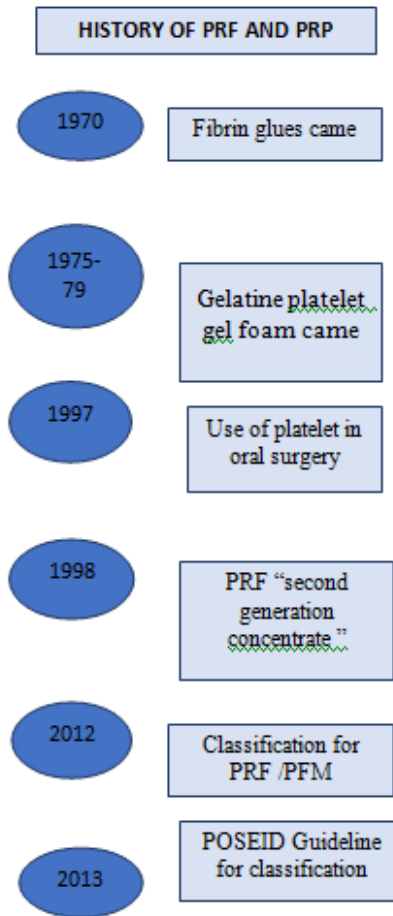 HISTORY OF PRF AND PRP
1970
Fibrin glues came
1975-
79
Gelatine platelet
gel foam came
1997
Use of platelet in
oral surgery
1998
PRF “second
generation
concentrate ”
2012
Classification for
PRF /PFM
POSEID Guideline
for classification
2013